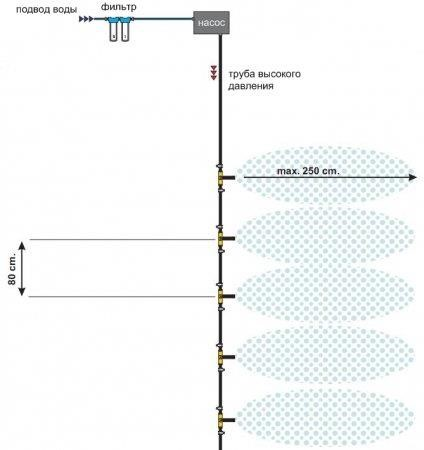 подвод воды
фильтр
насос
труба высокого
давления
max. 250 cm.
80 cm.